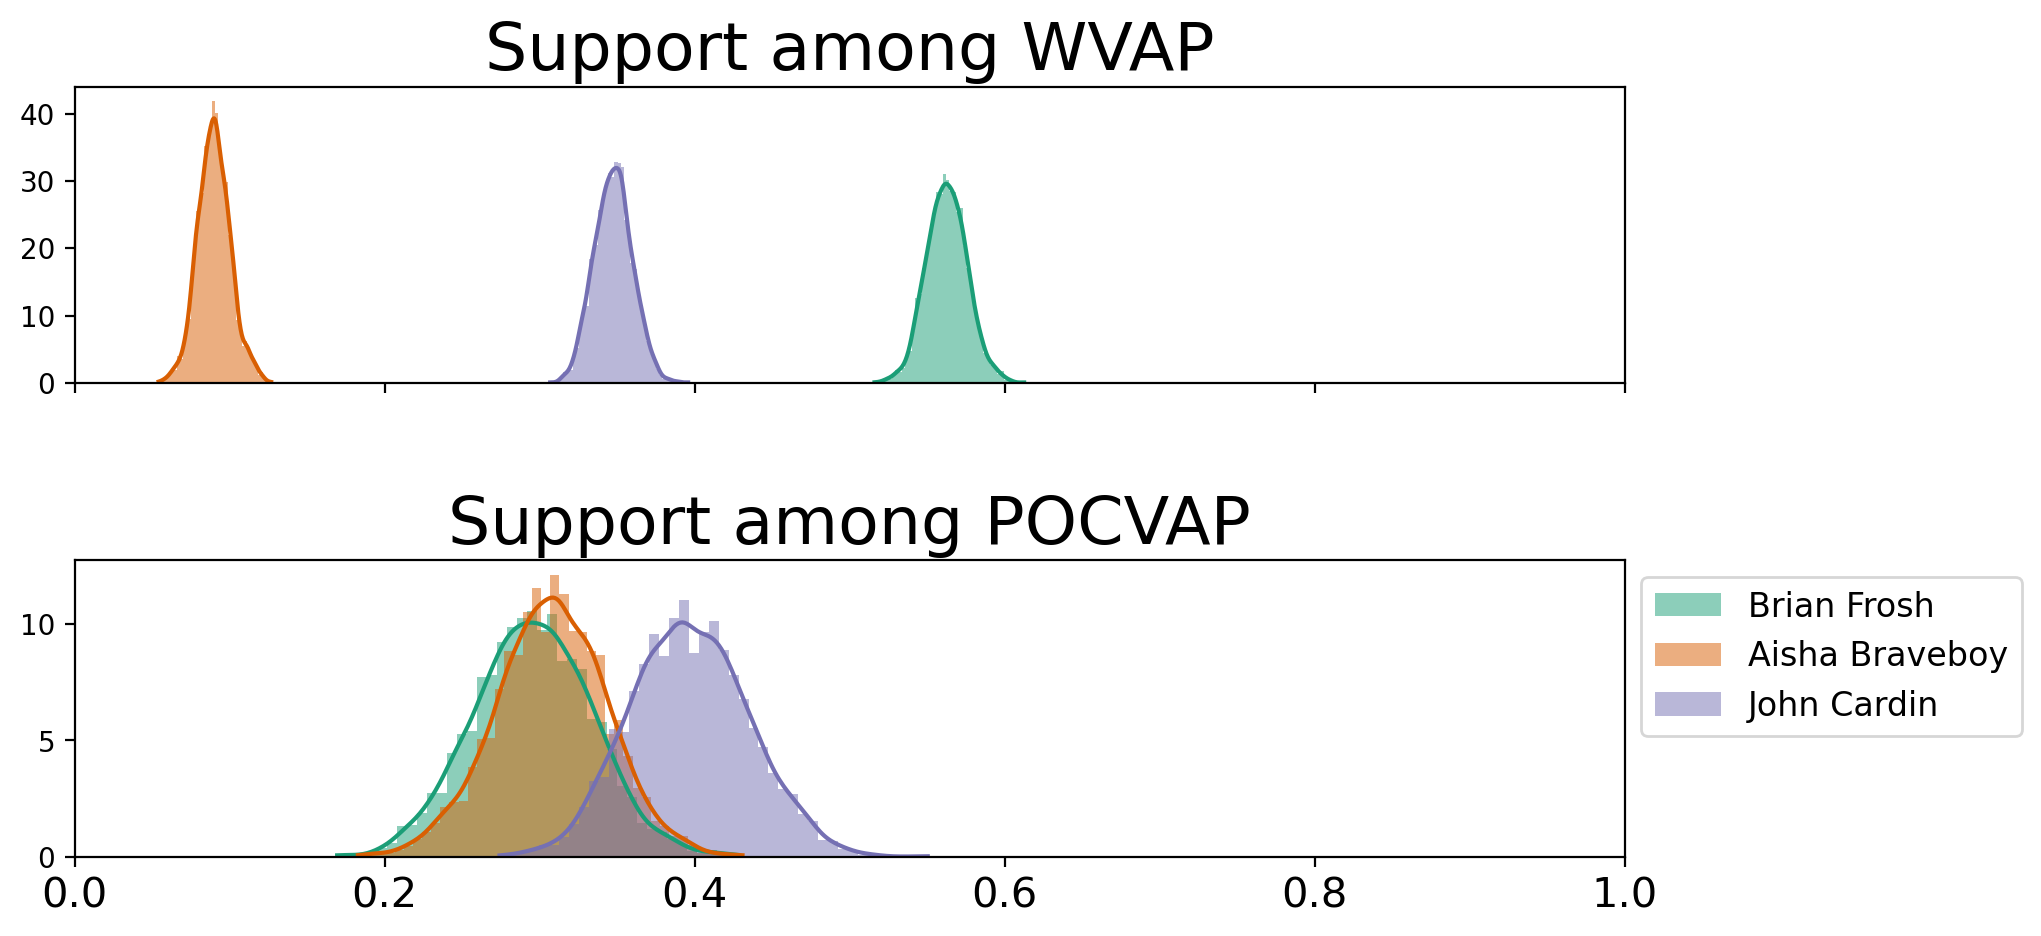 Support among WVAP
40
30
20
10
0
Support among POCVAP
10
5
0
0.0 0.2 0.4 0.6 0.8 1.0
Brian Frosh
Aisha Braveboy
John Cardin